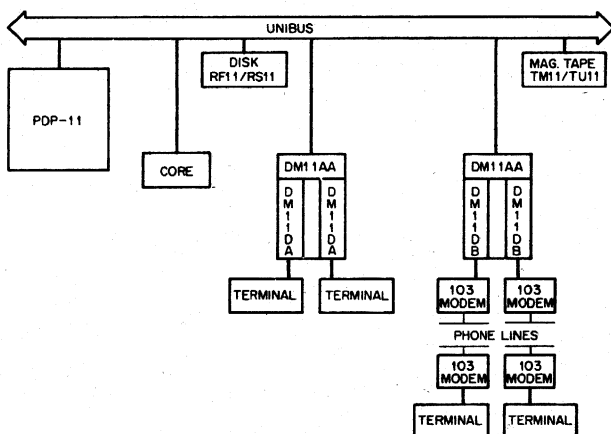 UNIBUS
PDP-11
CORE
DISK
RF11/RS11
MAG. TAPE
TM11/TU11
DM11AA
DM11DA
DM11DA
TERMINAL
TERMINAL
DM11AA
DM11DB
DM11DB
103
MODEM
103
MODEM
PHONE LINES
103
MODEM
103
MODEM
TERMINAL
TERMINAL